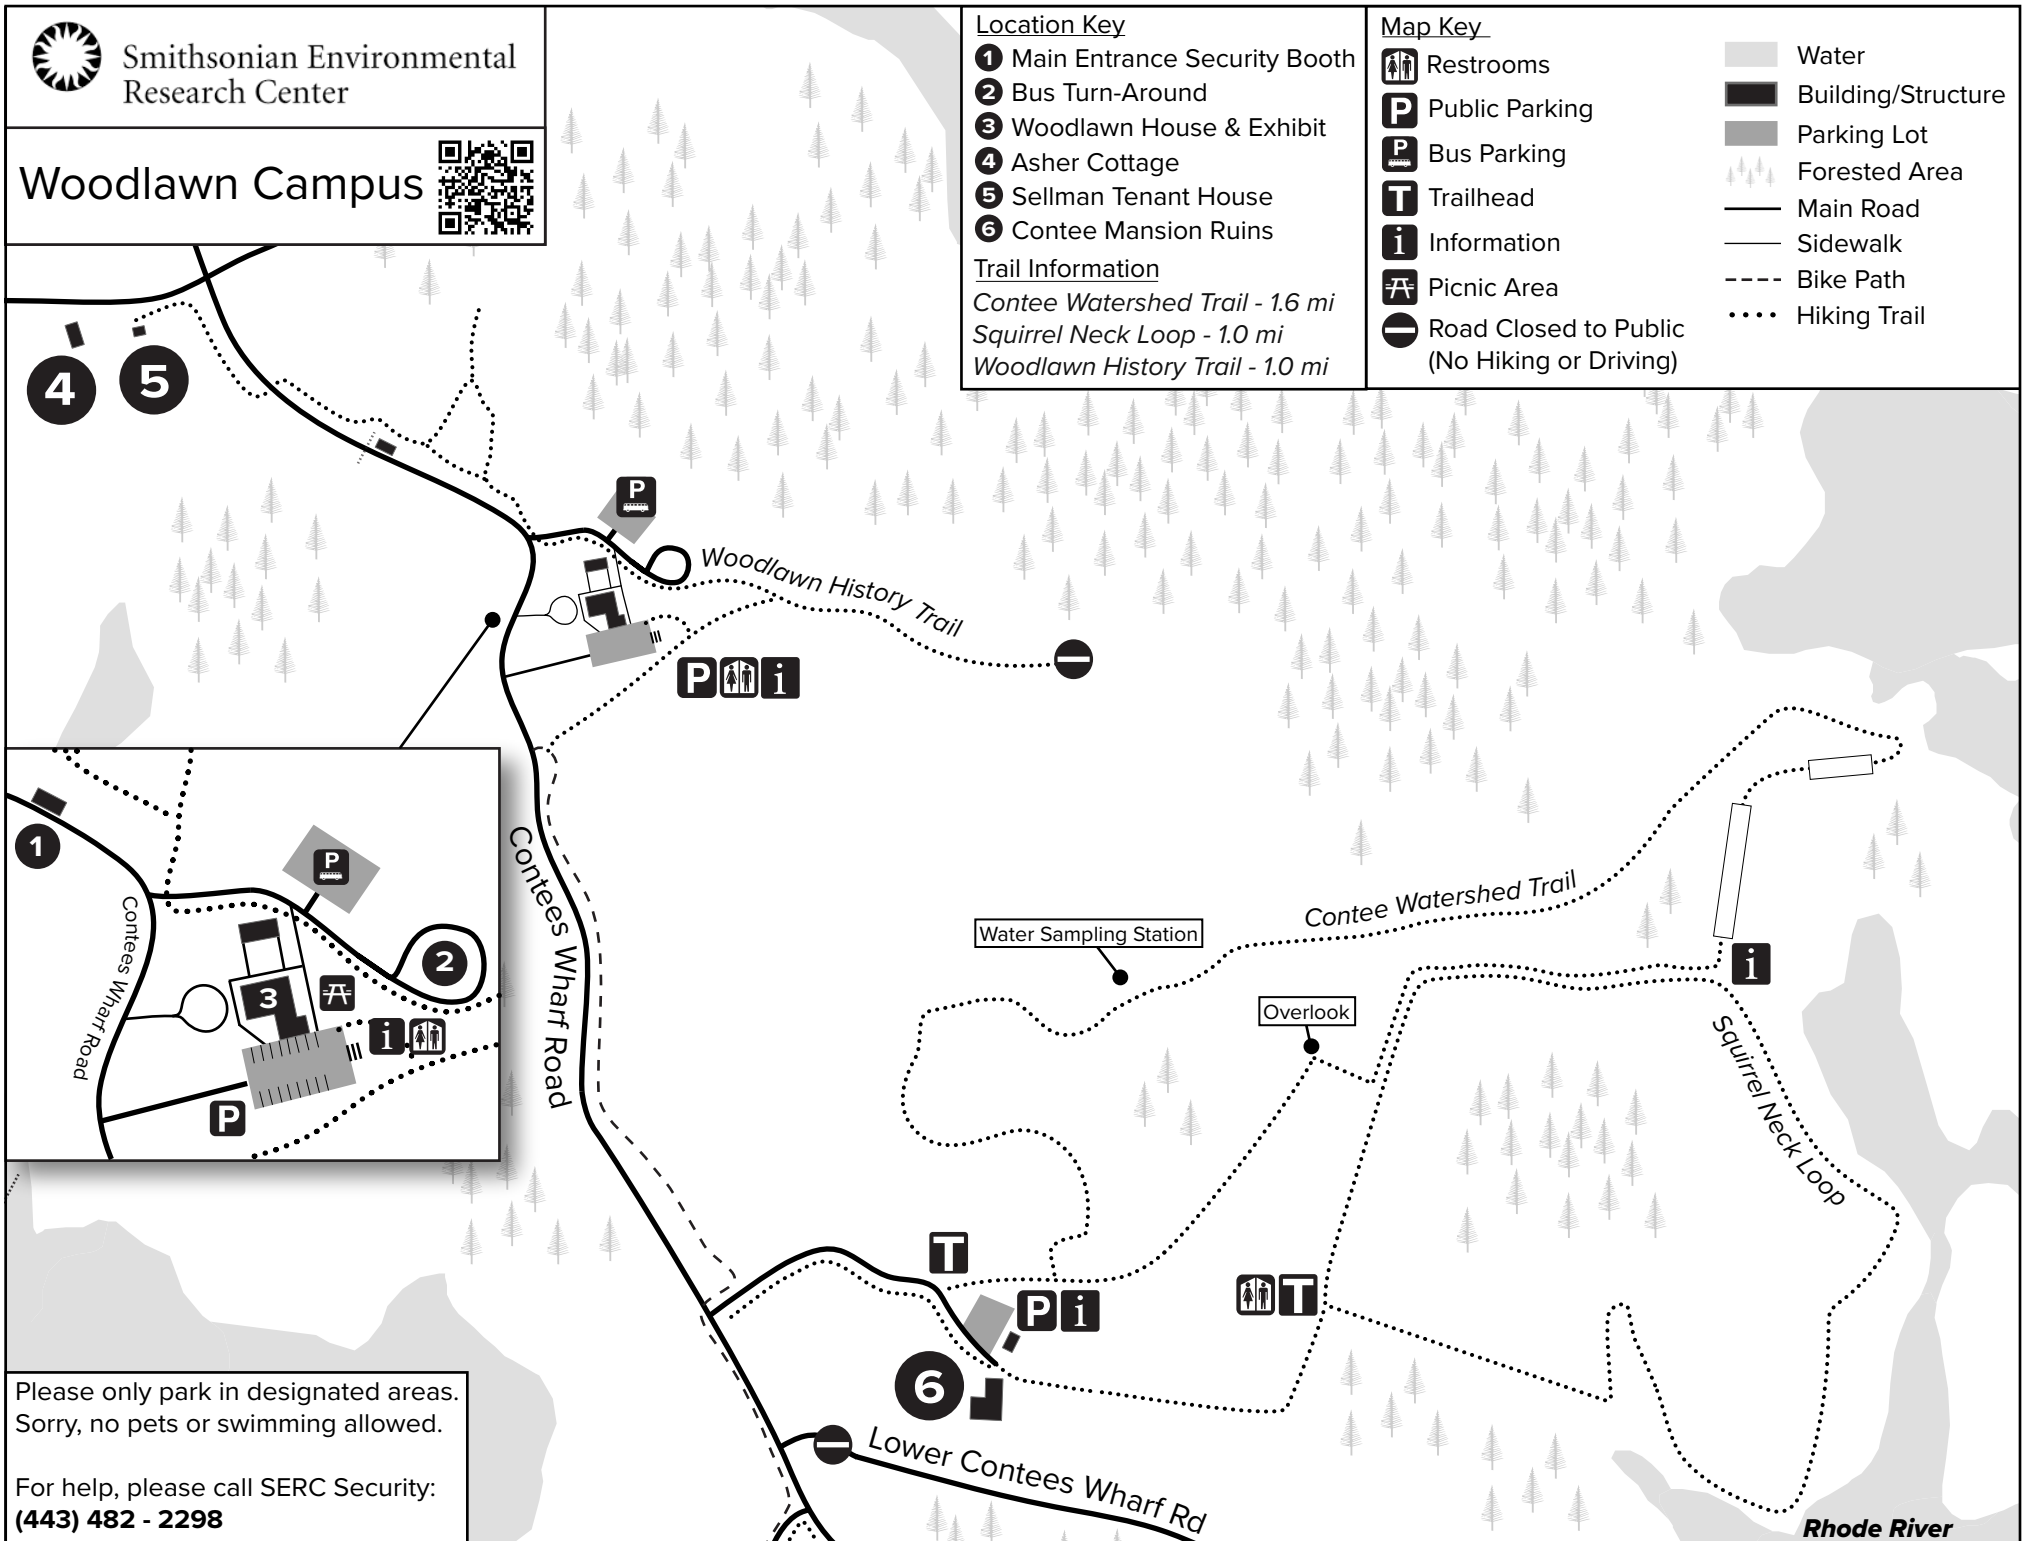 Smithsonian Environmental
Research Center
Woodlawn Campus
Location Key
1 Main Entrance Security Booth
2 Bus Turn-Around
3 Woodlawn House & Exhibit
4 Asher Cottage
5 Sellman Tenant House
6 Contee Mansion Ruins
Trail Information
Contee Watershed Trail - 1.6 mi
Squirrel Neck Loop - 1.0 mi
Woodlawn History Trail - 1.0 mi
Map Key
Restrooms
P Public Parking
P Bus Parking
T Trailhead
i Information
Picnic Area
Road Closed to Public
(No Hiking or Driving)
Water
Building/Structure
Parking Lot
Forested Area
Main Road
Sidewalk
Bike Path
Hiking Trail
4
5
P
Woodlawn History Trail
P i
1
P
Contees Wharf Road
2
3
i
P
Contees Wharf Road
Contee Watershed Trail
Water Sampling Station
i
Overlook
Squirrel Neck Loop
T
P i
T
6
Lower Contees Wharf Rd
Please only park in designated areas.
Sorry, no pets or swimming allowed.
For help, please call SERC Security:
(443) 482 - 2298
Rhode River